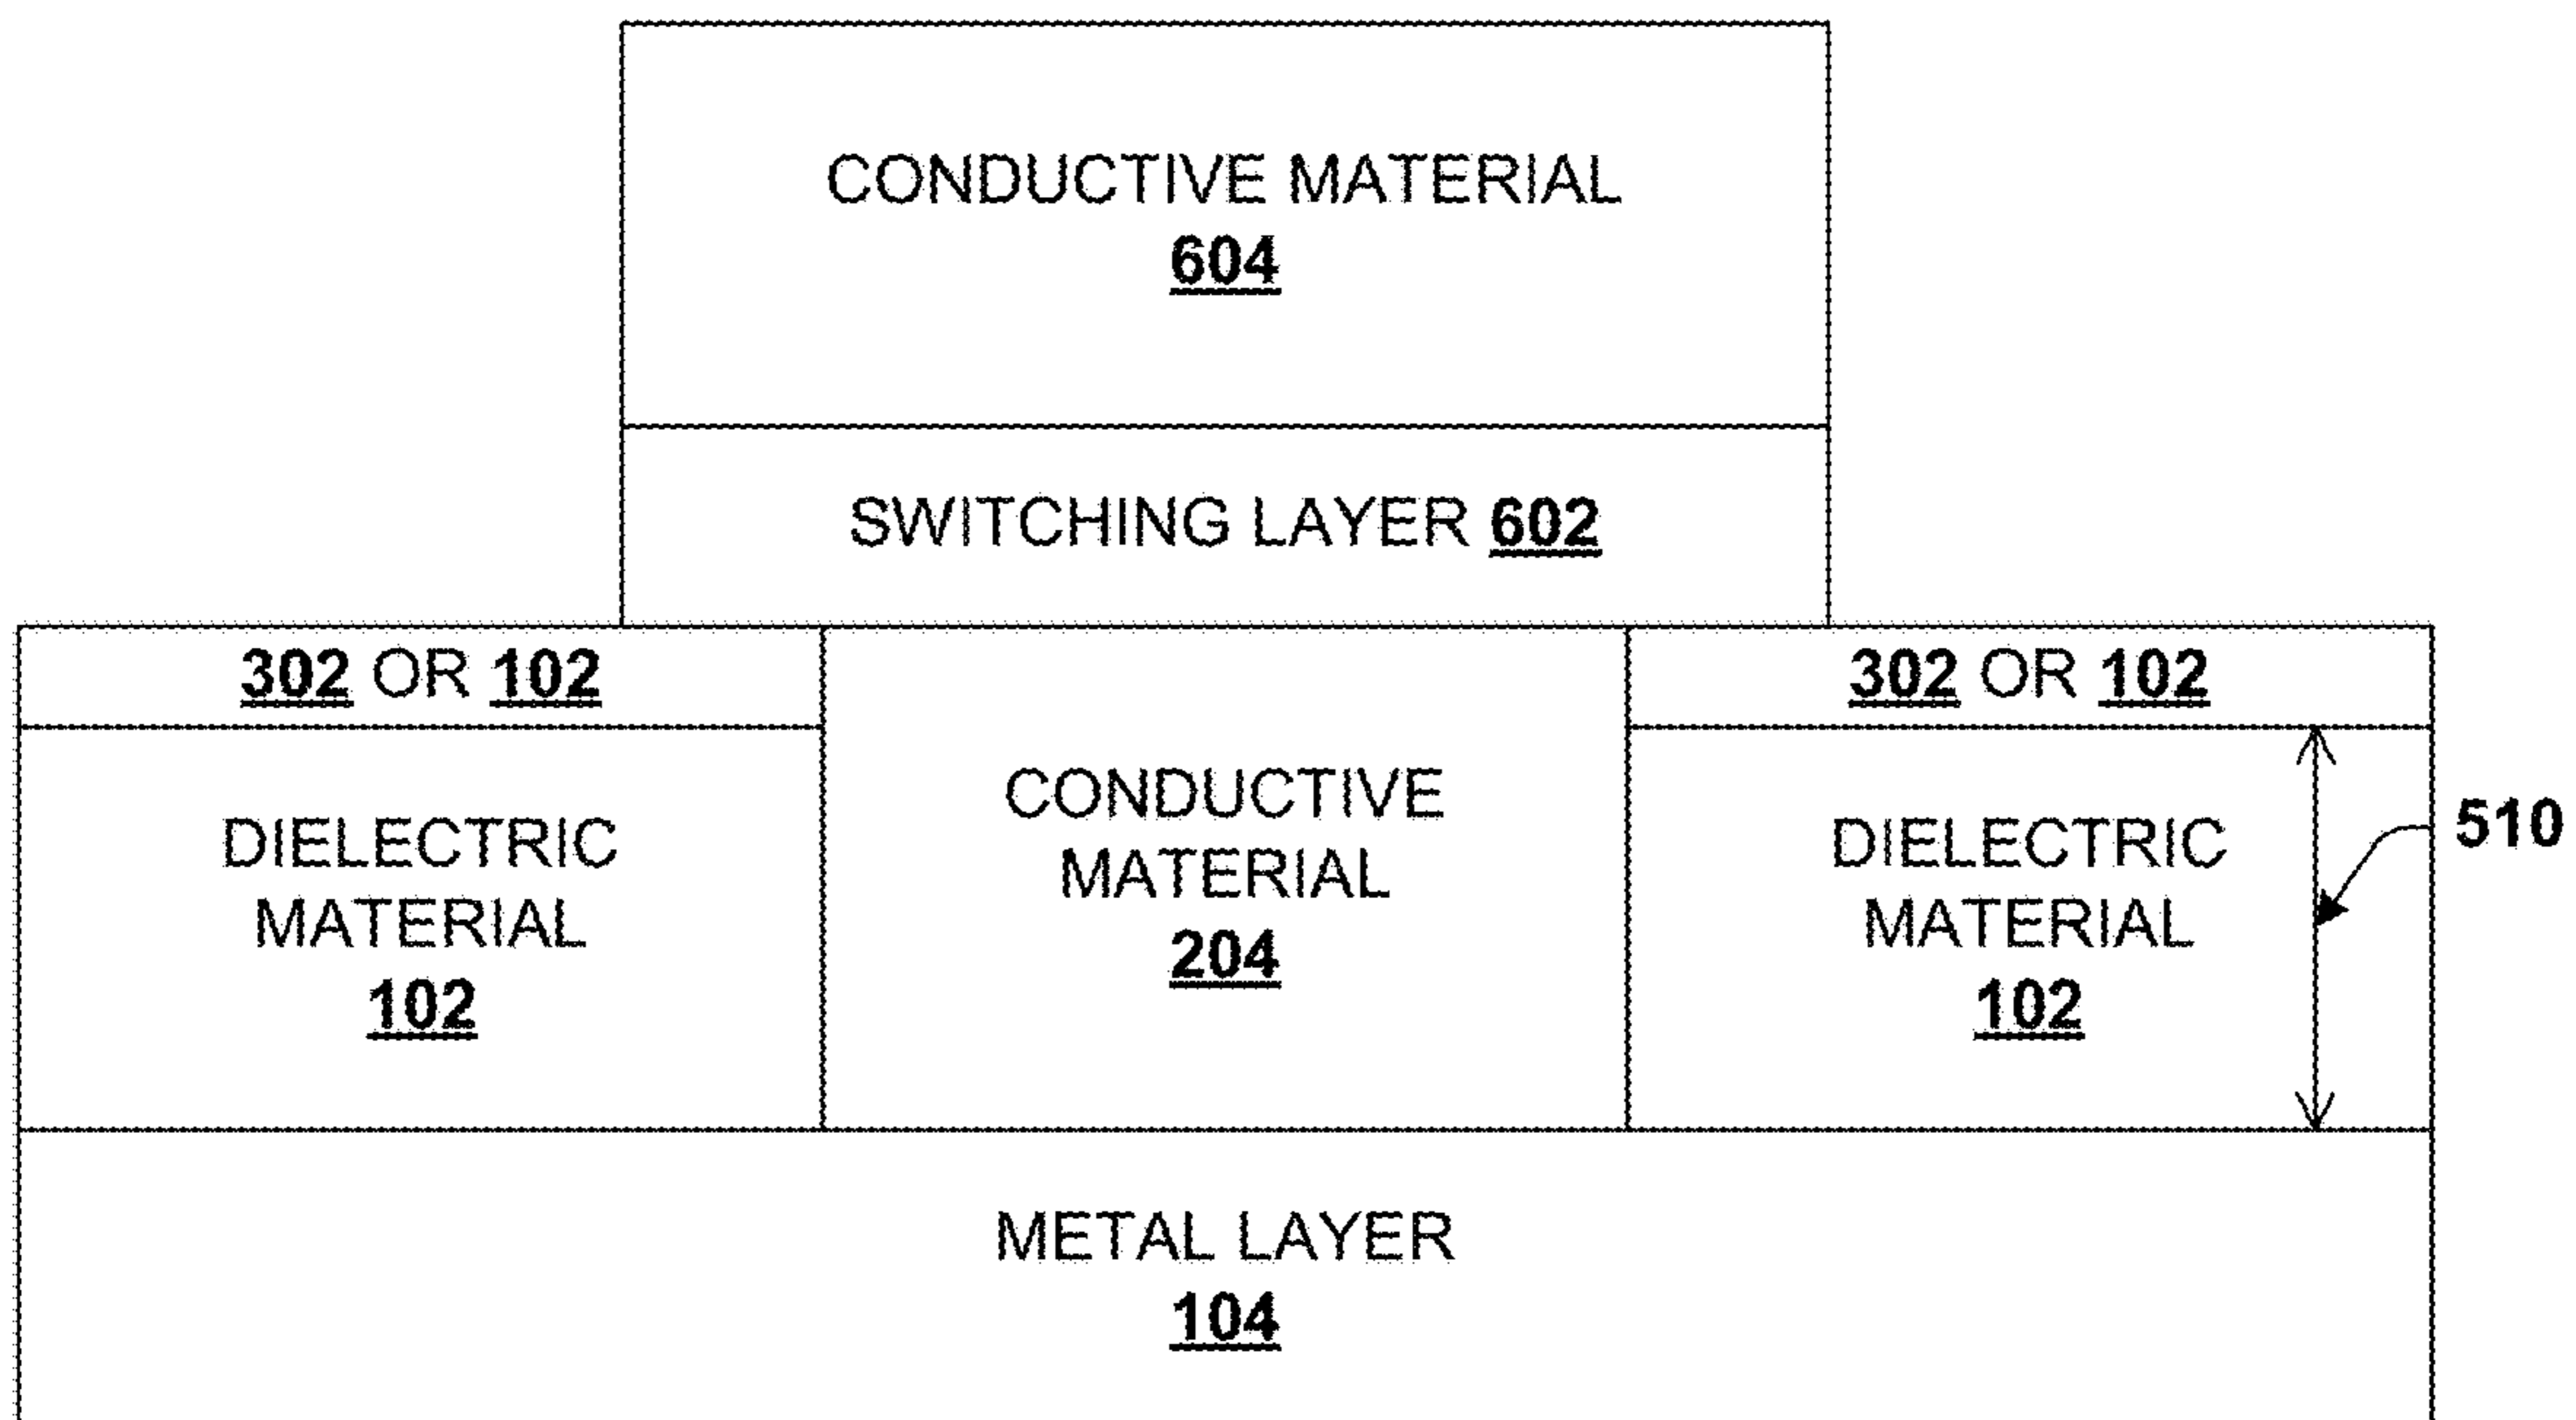 CONDUCTIVE MATERIAL
604
SWITCHING LAYER 602
302 OR 102
302 OR 102
DIELECTRIC
MATERIAL
102
CONDUCTIVE
MATERIAL
204
DIELECTRIC
MATERIAL
102
510
METAL LAYER
104